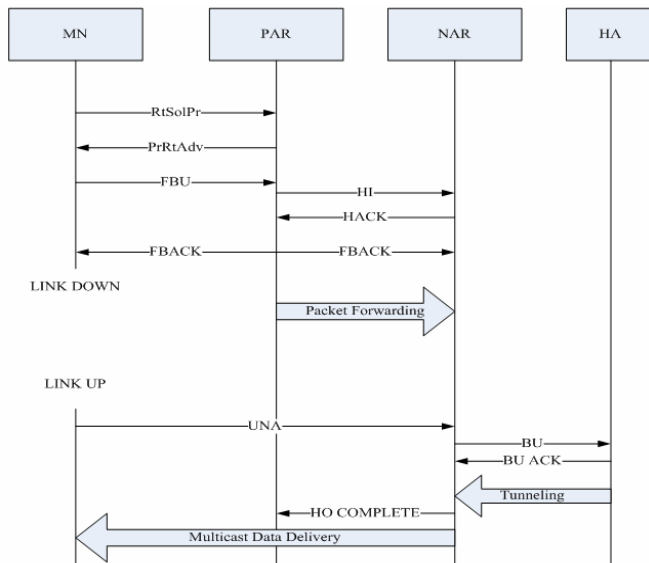 MN
PAR
NAR
HA
RtSolPr
PrRtAdv
FBU
HI
HACK
FBACK
FBACK
LINK DOWN
Packet Forwarding
LINK UP
UNA
BU
BU ACK
Tunneling
HO COMPLETE
Multicast Data Delivery